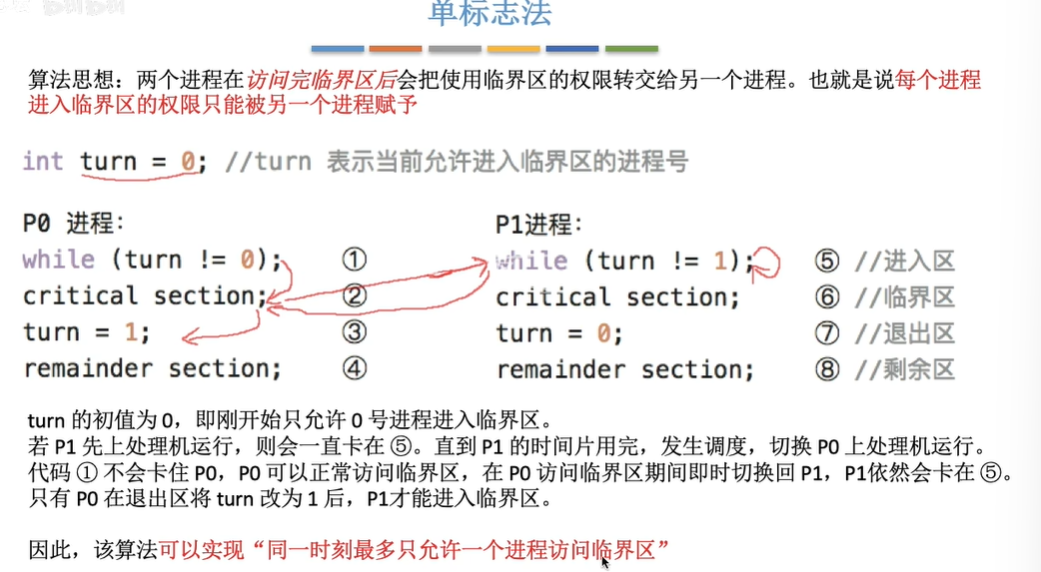 单标志法
算法思想：两个进程在访问完临界区后会把使用临界区的权限转交给另一个进程。也就是说每个进程
进入临界区的权限只能被另一个进程赋予
int turn = 0; //turn 表示当前允许进入临界区的进程号
P0 进程：
while (turn != 0); ①
critical section; ②
turn = 1; ③
remainder section; ④
P1进程：
while (turn != 1); ⑤ //进入区
critical section; ⑥ //临界区
turn = 0; ⑦ //退出区
remainder section; ⑧ //剩余区
turn 的初值为 0，即刚开始只允许 0 号进程进入临界区。
若 P1 先上处理机运行，则会一直卡在 ⑤。直到 P1 的时间片用完，发生调度，切换 P0 上处理机运行。
代码 ① 不会卡住 P0，P0 可以正常访问临界区，在 P0 访问临界区期间即时切换回 P1，P1依然会卡在 ⑤。
只有 P0 在退出区将 turn 改为 1 后，P1才能进入临界区。
因此，该算法可以实现“同一时刻最多只允许一个进程访问临界区”